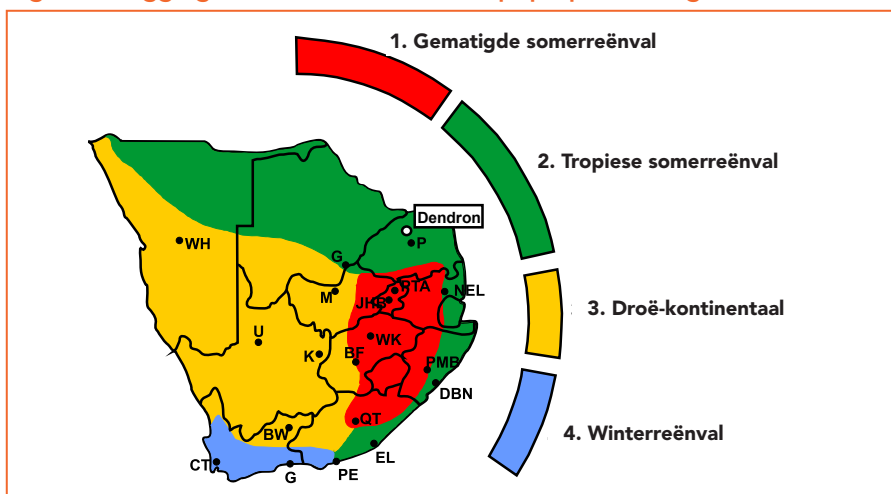 1. Gematigde somerreënval
2. Tropiese somerreënval
Dendron
P
WH
G
PTA
NEL
M
JHB
3. Droë-kontinentaal
U
WK
K
BF
PMB
DBN
QT
BW
4. Winterreënval
EL
CT
G
PE